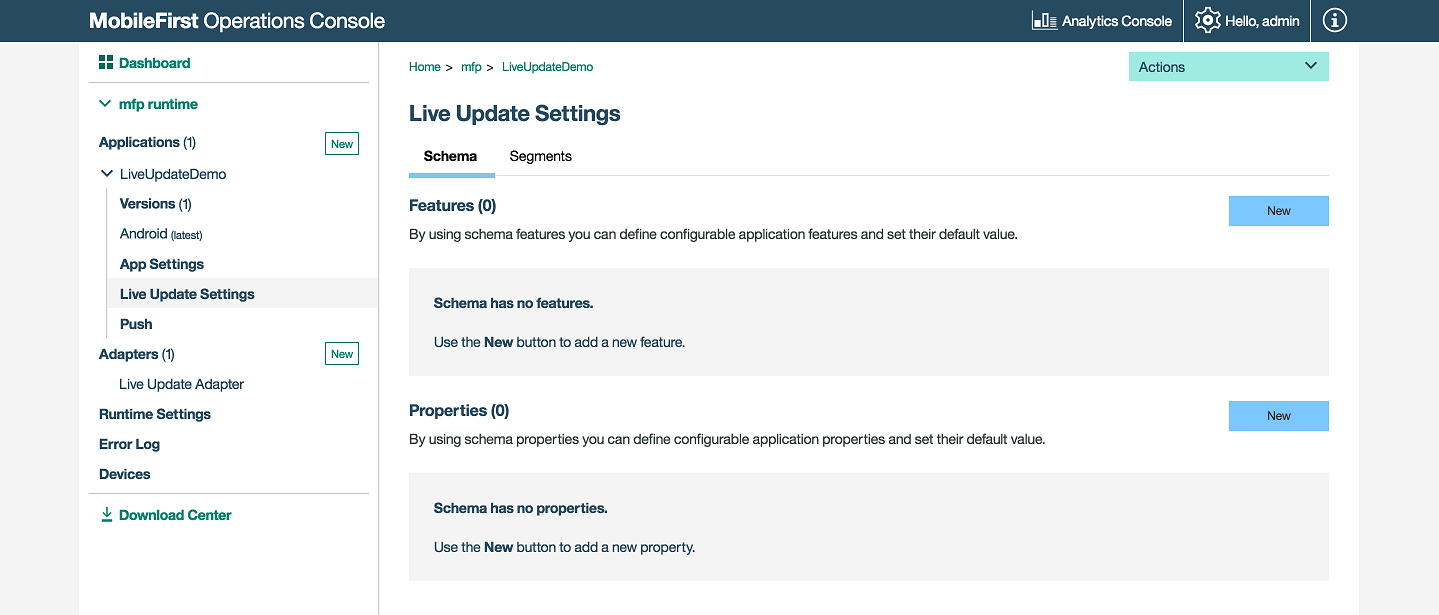 MobileFirst Operations Console
Analytics Console
Hello, admin
Dashboard
mfp runtime
Applications (1)
New
LiveUpdateDemo
Versions (1)
Android (latest)
App Settings
Live Update Settings
Push
Adapters (1)
New
Live Update Adapter
Runtime Settings
Error Log
Devices
Download Center
Home > mfp > LiveUpdateDemo
Actions
Live Update Settings
Schema Segments
Features (0)
New
By using schema features you can define configurable application features and set their default value.
Schema has no features.
Use the New button to add a new feature.
Properties (0)
New
By using schema properties you can define configurable application properties and set their default value.
Schema has no properties.
Use the New button to add a new property.